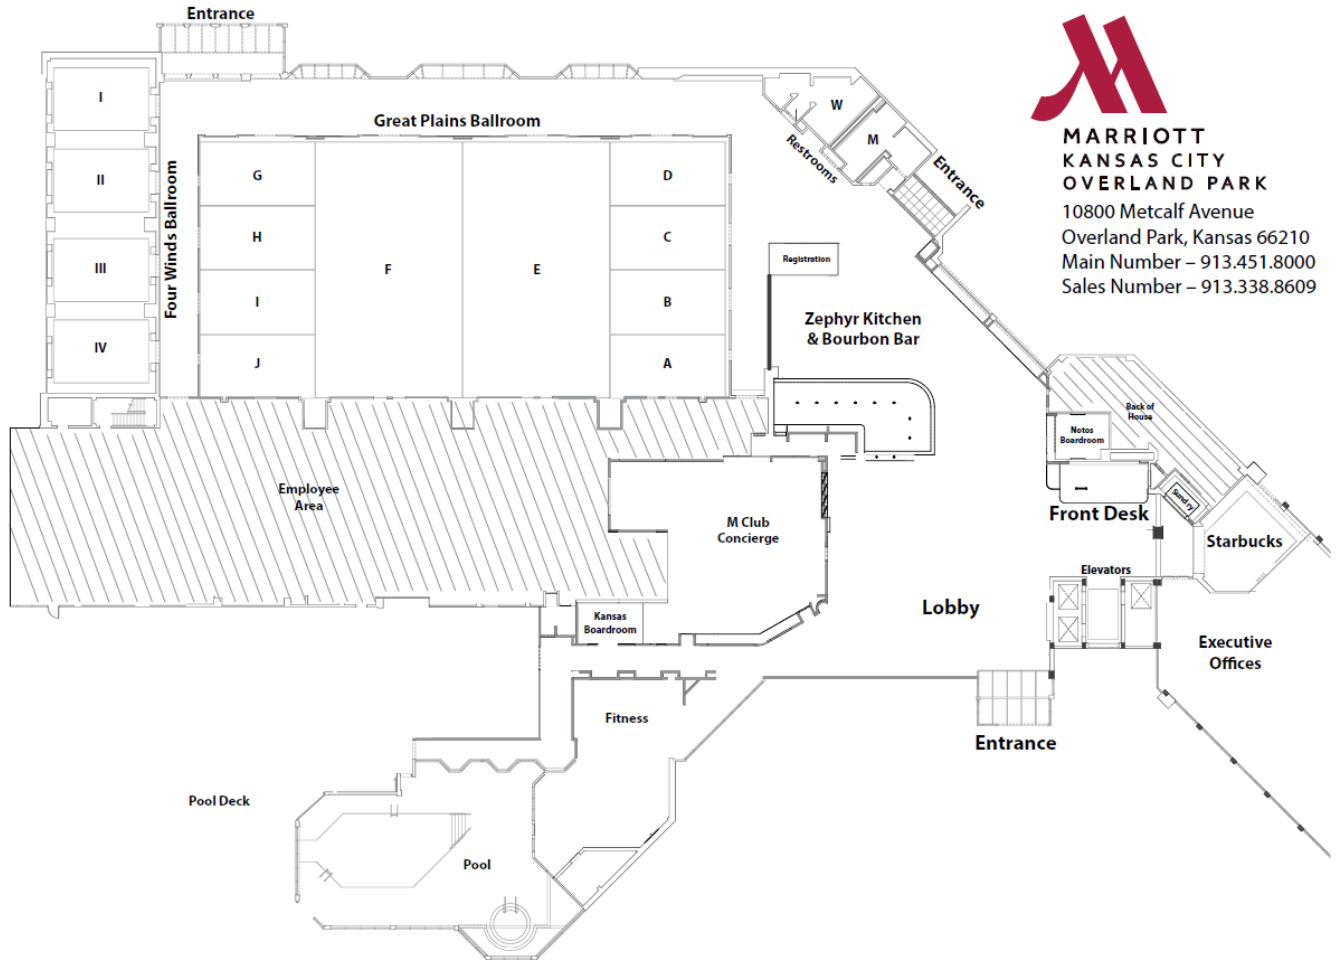 Entrance
MARRIOTT
KANSAS CITY
OVERLAND PARK
10800 Metcalf Avenue
Overland Park, Kansas 66210
Main Number – 913.451.8000
Sales Number – 913.338.8609
I
II
III
IV
Four Winds Ballroom
Great Plains Ballroom
G
H
I
J
F
E
D
C
B
A
W
M
Restrooms
Entrance
Registration
Zephyr Kitchen
& Bourbon Bar
Back of
House
Notos
Boardroom
Sundry
Front Desk
Starbucks
Employee
Area
M Club
Concierge
Elevators
Lobby
Kansas
Boardroom
Executive
Offices
Fitness
Entrance
Pool Deck
Pool